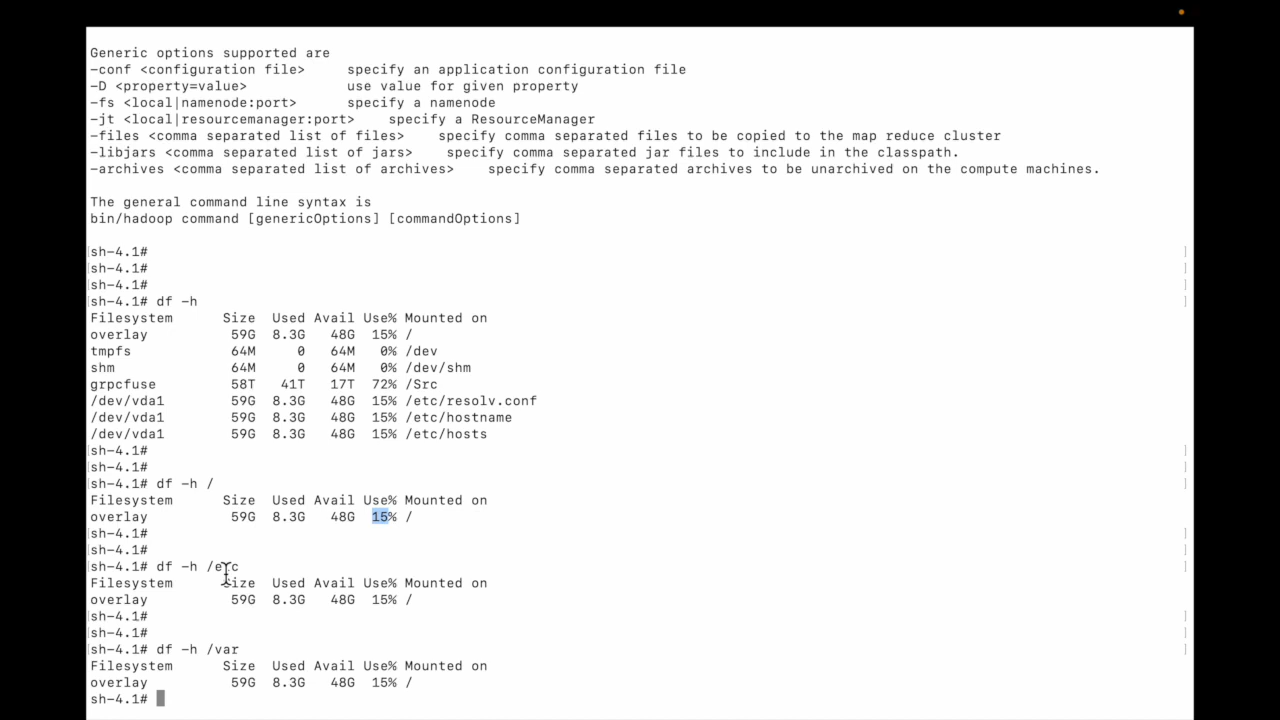 Generic options supported are
-conf <configuration file>     specify an application configuration file
-D <property=value>            use value for given property
-fs <local|namenode:port>      specify a namenode
-jt <local|resourcemanager:port>    specify a ResourceManager
-files <comma separated list of files>    specify comma separated files to be copied to the map reduce cluster
-libjars <comma separated list of jars>    specify comma separated jar files to include in the classpath.
-archives <comma separated list of archives>    specify comma separated archives to be unarchived on the compute machines.
The general command line syntax is
bin/hadoop command [genericOptions] [commandOptions]
sh-4.1#
sh-4.1#
sh-4.1#
sh-4.1# df -h
Filesystem      Size  Used Avail Use% Mounted on
overlay          59G  8.3G   48G  15% /
tmpfs            64M     0   64M   0% /dev
shm              64M     0   64M   0% /dev/shm
grpcfuse         58T   41T   17T  72% /Src
/dev/vda1        59G  8.3G   48G  15% /etc/resolv.conf
/dev/vda1        59G  8.3G   48G  15% /etc/hostname
/dev/vda1        59G  8.3G   48G  15% /etc/hosts
sh-4.1#
sh-4.1#
sh-4.1# df -h /
Filesystem      Size  Used Avail Use% Mounted on
overlay          59G  8.3G   48G  15% /
sh-4.1#
sh-4.1#
sh-4.1# df -h
Filesystem      Size  Used Avail Use% Mounted on
overlay          59G  8.3G   48G  15% /
sh-4.1#
sh-4.1#
sh-4.1# df -h /var
Filesystem      Size  Used Avail Use% Mounted on
overlay          59G  8.3G   48G  15% /
sh-4.1#